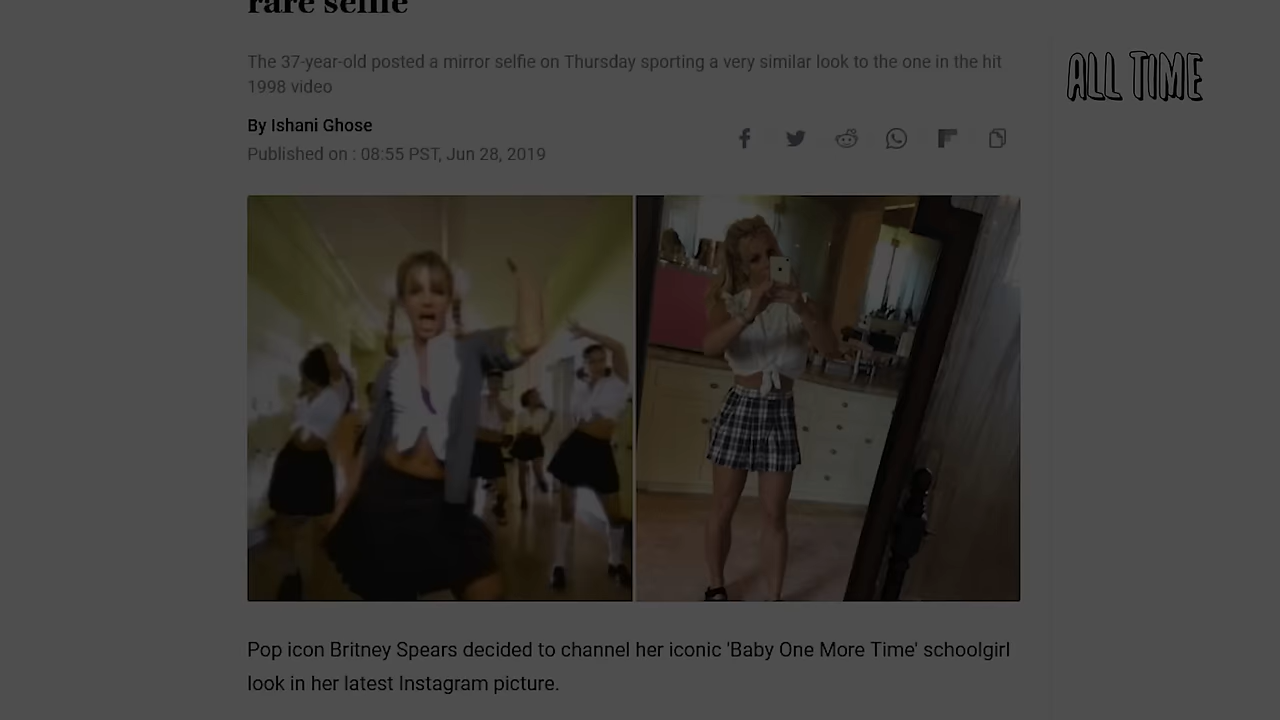 rare selfie
The 37-year-old posted a mirror selfie on Thursday sporting a very similar look to the one in the hit
1998 video
By Ishani Ghose
Published on : 08:55 PST, Jun 28, 2019
ALL TIME
Pop icon Britney Spears decided to channel her iconic 'Baby One More Time' schoolgirl
look in her latest Instagram picture.